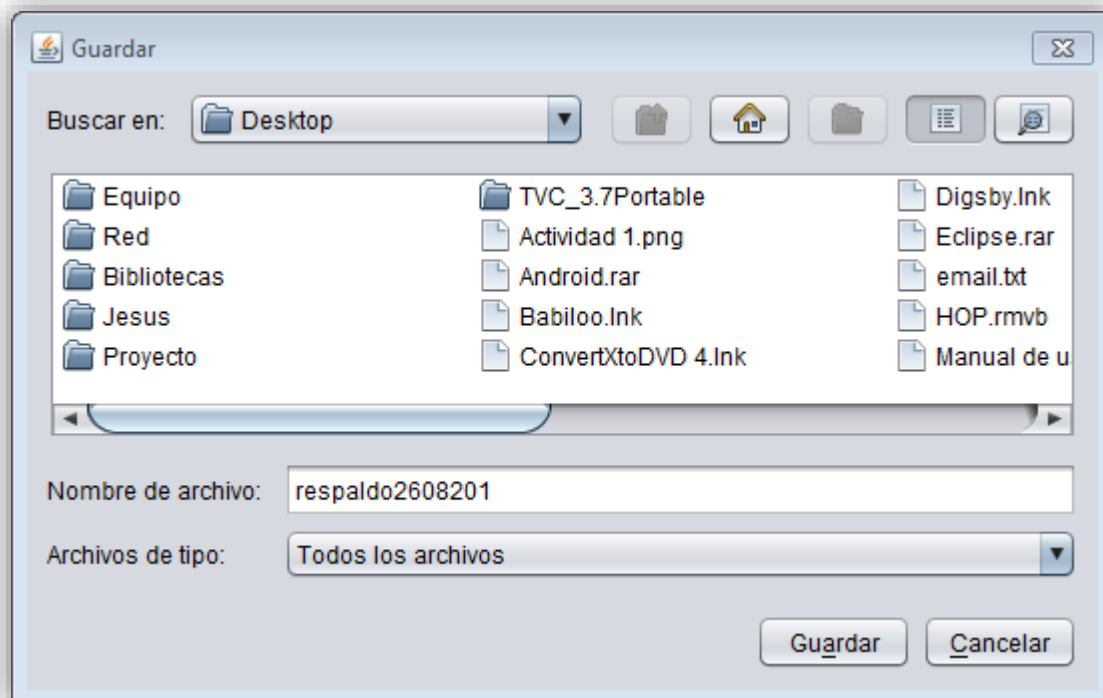 Guardar
Buscar en: Desktop
Equipo TVC_3.7Portable Digsby.lnk
Red Actividad 1.png Eclipse.rar
Bibliotecas Android.rar email.txt
Jesus Babiloo.lnk HOP.rmvb
Proyecto ConvertXtoDVD 4.lnk Manual de u
Nombre de archivo: respaldo2608201
Archivos de tipo: Todos los archivos
Guardar Cancelar